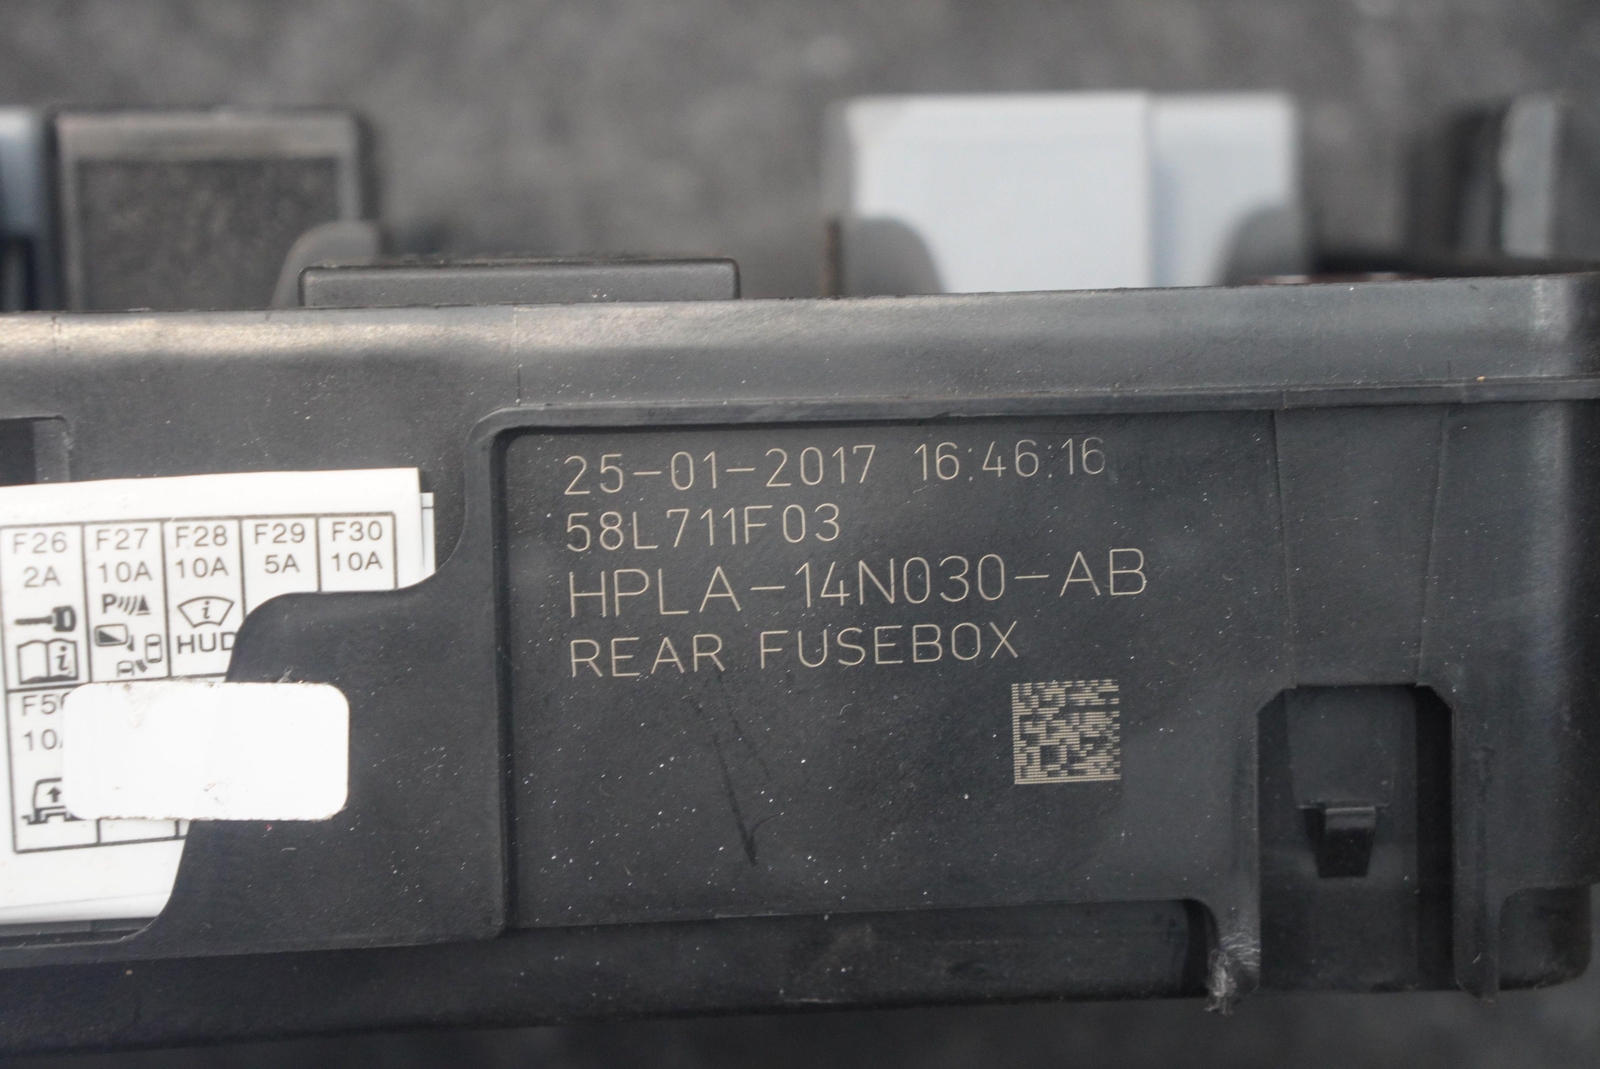 25-01-2017 16:46:16
58L711F03
HPLA-14N030-AB
REAR FUSEBOX
F26 F27 F28 F29 F30
2A 10A 10A 5A 10A
P
i HUD